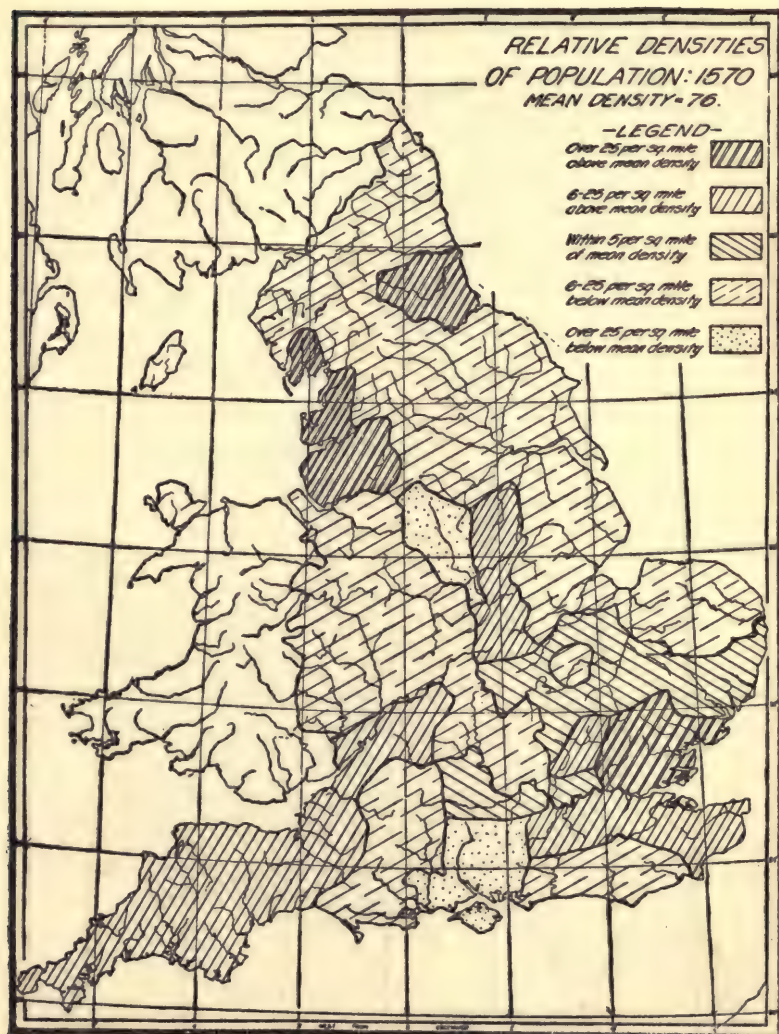 RELATIVE DENSITIES
OF POPULATION: 1570
MEAN DENSITY = 76.
-LEGEND-
Over 25 per sq mile
above mean density
6-25 per sq mile
above mean density
Within 5 per sq mile
of mean density
6-25 per sq mile
below mean density
Over 25 per sq mile
below mean density